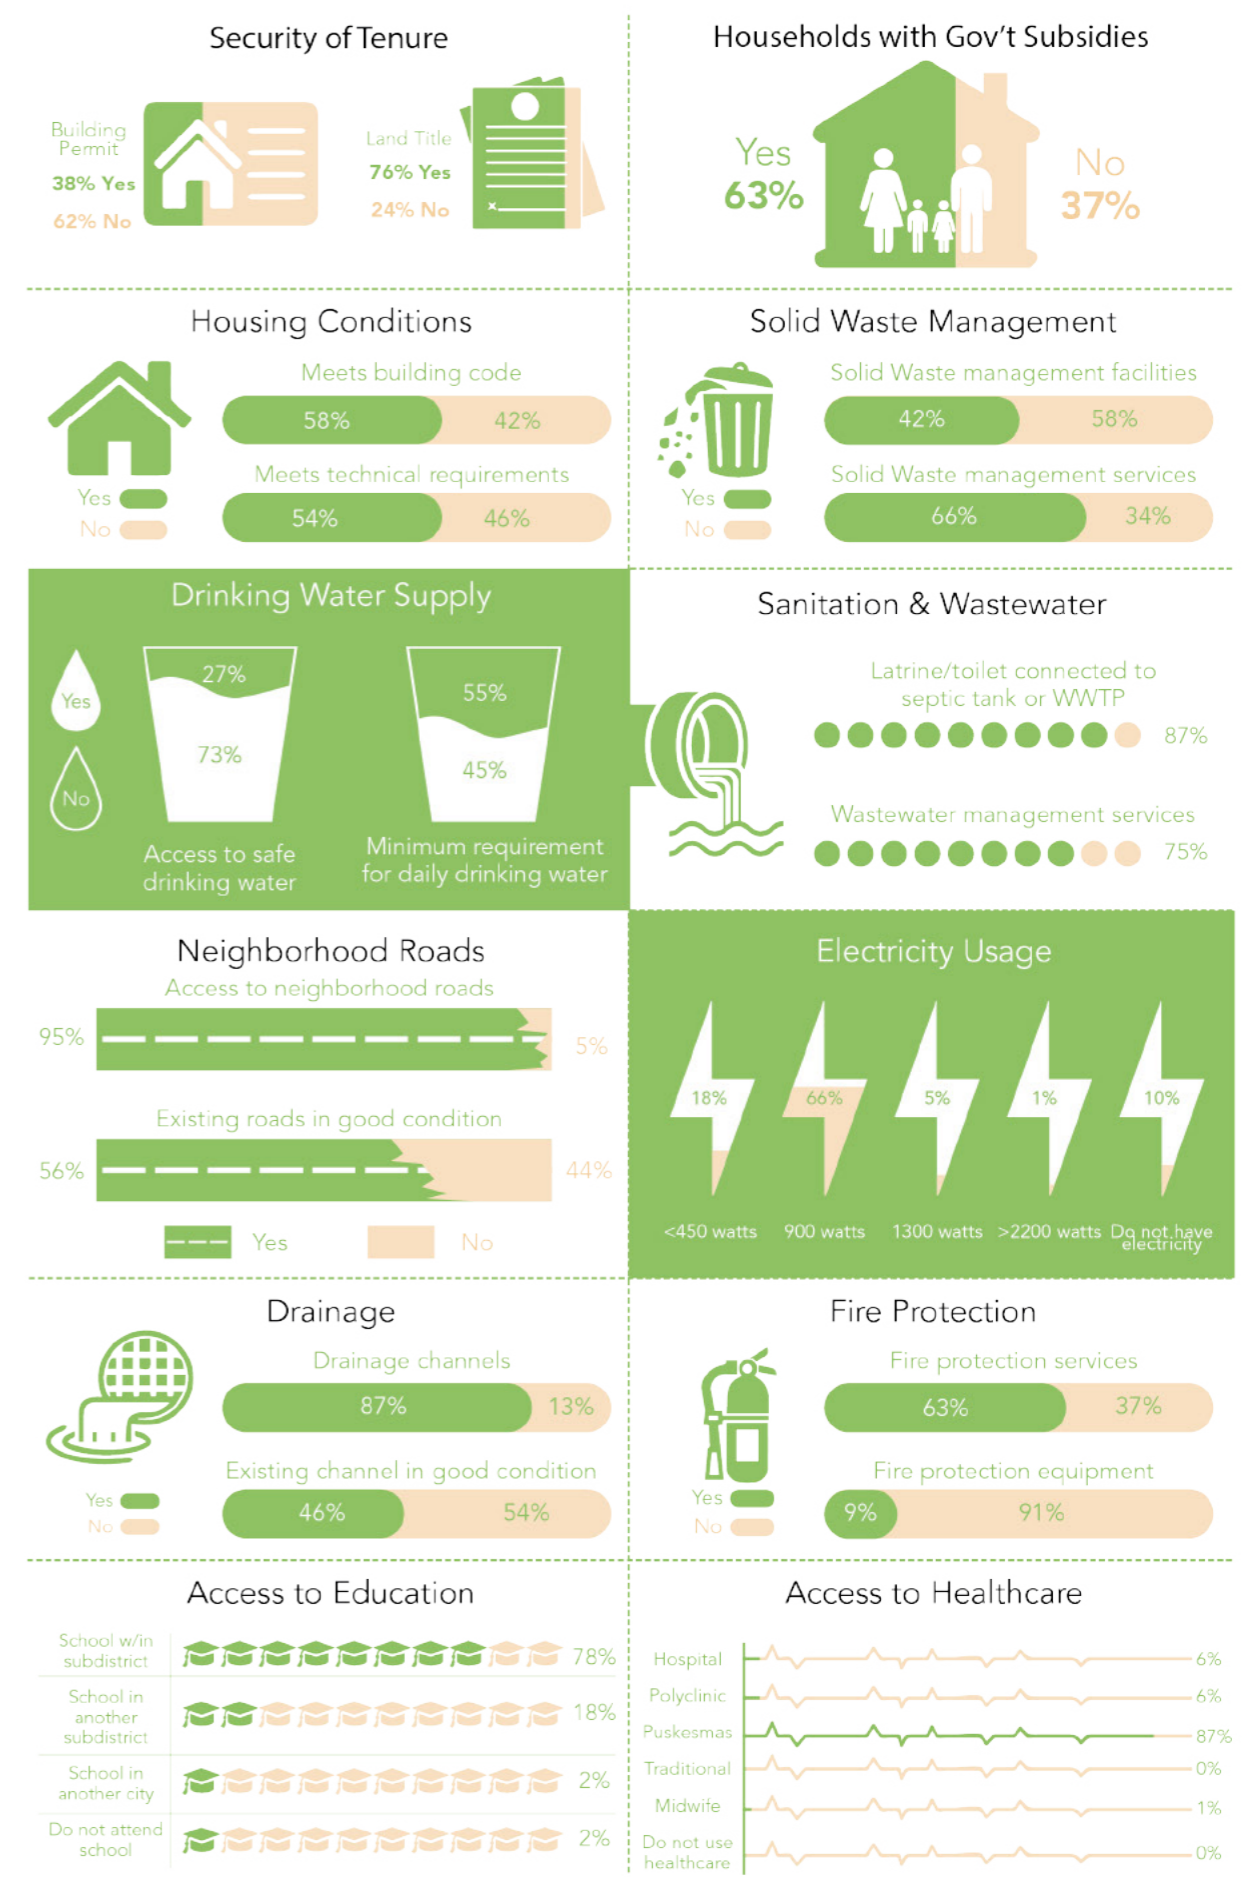 Security of Tenure
Building
Permit
38% Yes
62% No
Land Title
76% Yes
24% No
x
Households with Gov't Subsidies
Yes
63%
No
37%
Housing Conditions
Meets building code
58%
42%
Meets technical requirements
54%
46%
Yes
No
Solid Waste Management
Solid Waste management facilities
42%
58%
Solid Waste management services
66%
34%
Yes
No
Drinking Water Supply
Yes
No
27%
73%
Access to safe
drinking water
55%
45%
Minimum requirement
for daily drinking water
Sanitation & Wastewater
Latrine/toilet connected to
septic tank or WWTP
87%
Wastewater management services
75%
Neighborhood Roads
Access to neighborhood roads
95%
5%
Existing roads in good condition
56%
44%
Yes
No
Electricity Usage
18%
66%
5%
1%
10%
<450 watts
900 watts
1300 watts
>2200 watts
Do not have
electricity
Drainage
Drainage channels
87%
13%
Existing channel in good condition
46%
54%
Yes
No
Fire Protection
Fire protection services
63%
37%
Fire protection equipment
9%
91%
Yes
No
Access to Education
School w/in
subdistrict
78%
School in
another
subdistrict
18%
School in
another city
2%
Do not attend
school
2%
Access to Healthcare
Hospital
6%
Polyclinic
6%
Puskesmas
87%
Traditional
0%
Midwife
1%
Do not use
healthcare
0%